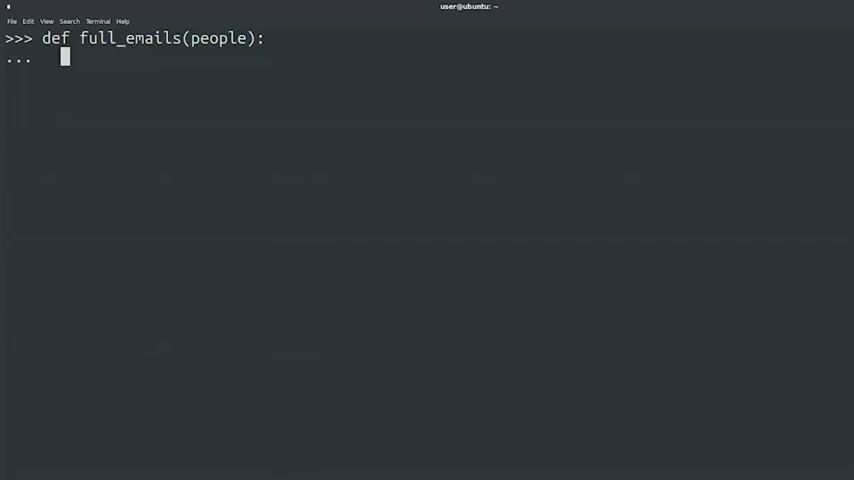 user@ubuntu: ~
File Edit View Search Terminal Help
>>> def full_emails(people):
...